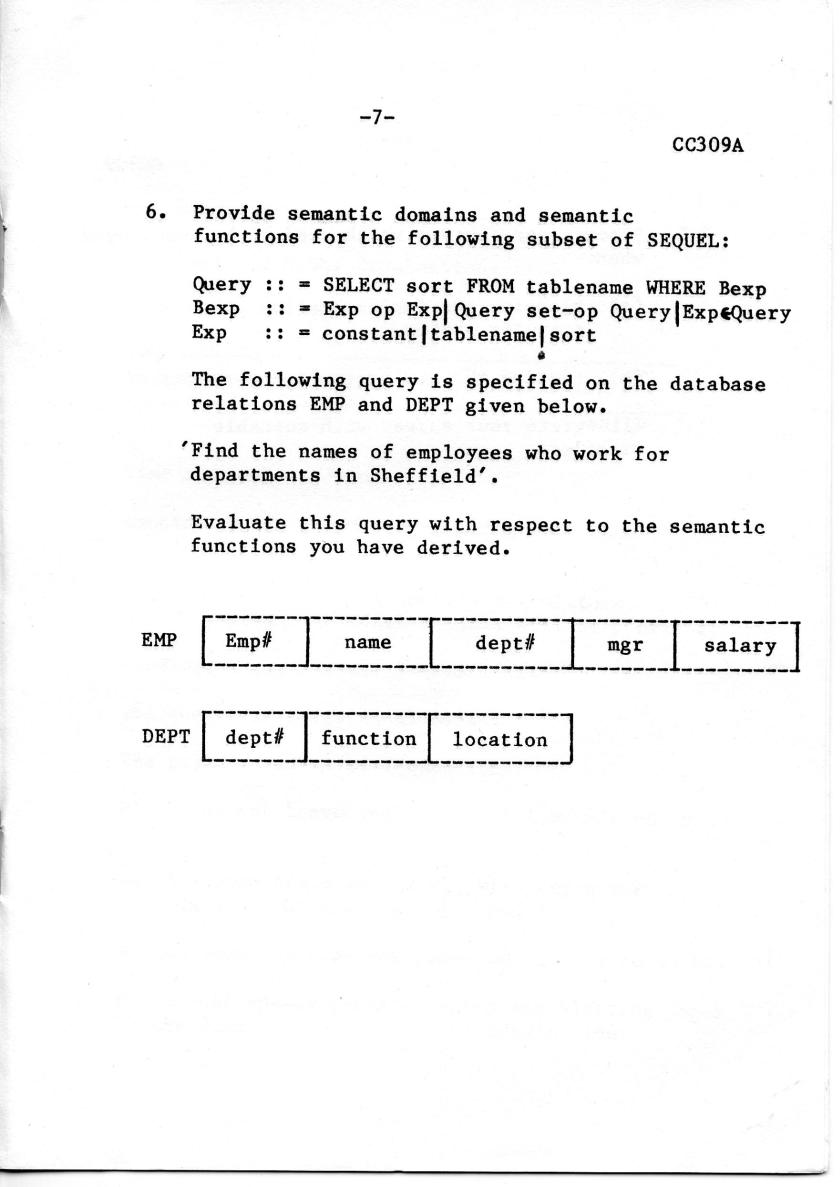 -7-
CC309A
6. Provide semantic domains and semantic
functions for the following subset of SEQUEL:
Query :: = SELECT sort FROM tablename WHERE Bexp
Bexp :: = Exp op Exp|Query set-op Query|Exp∈Query
Exp :: = constant|tablename|sort
The following query is specified on the database
relations EMP and DEPT given below.
'Find the names of employees who work for
departments in Sheffield'.
Evaluate this query with respect to the semantic
functions you have derived.
EMP Emp# name dept# mgr salary
DEPT dept# function location